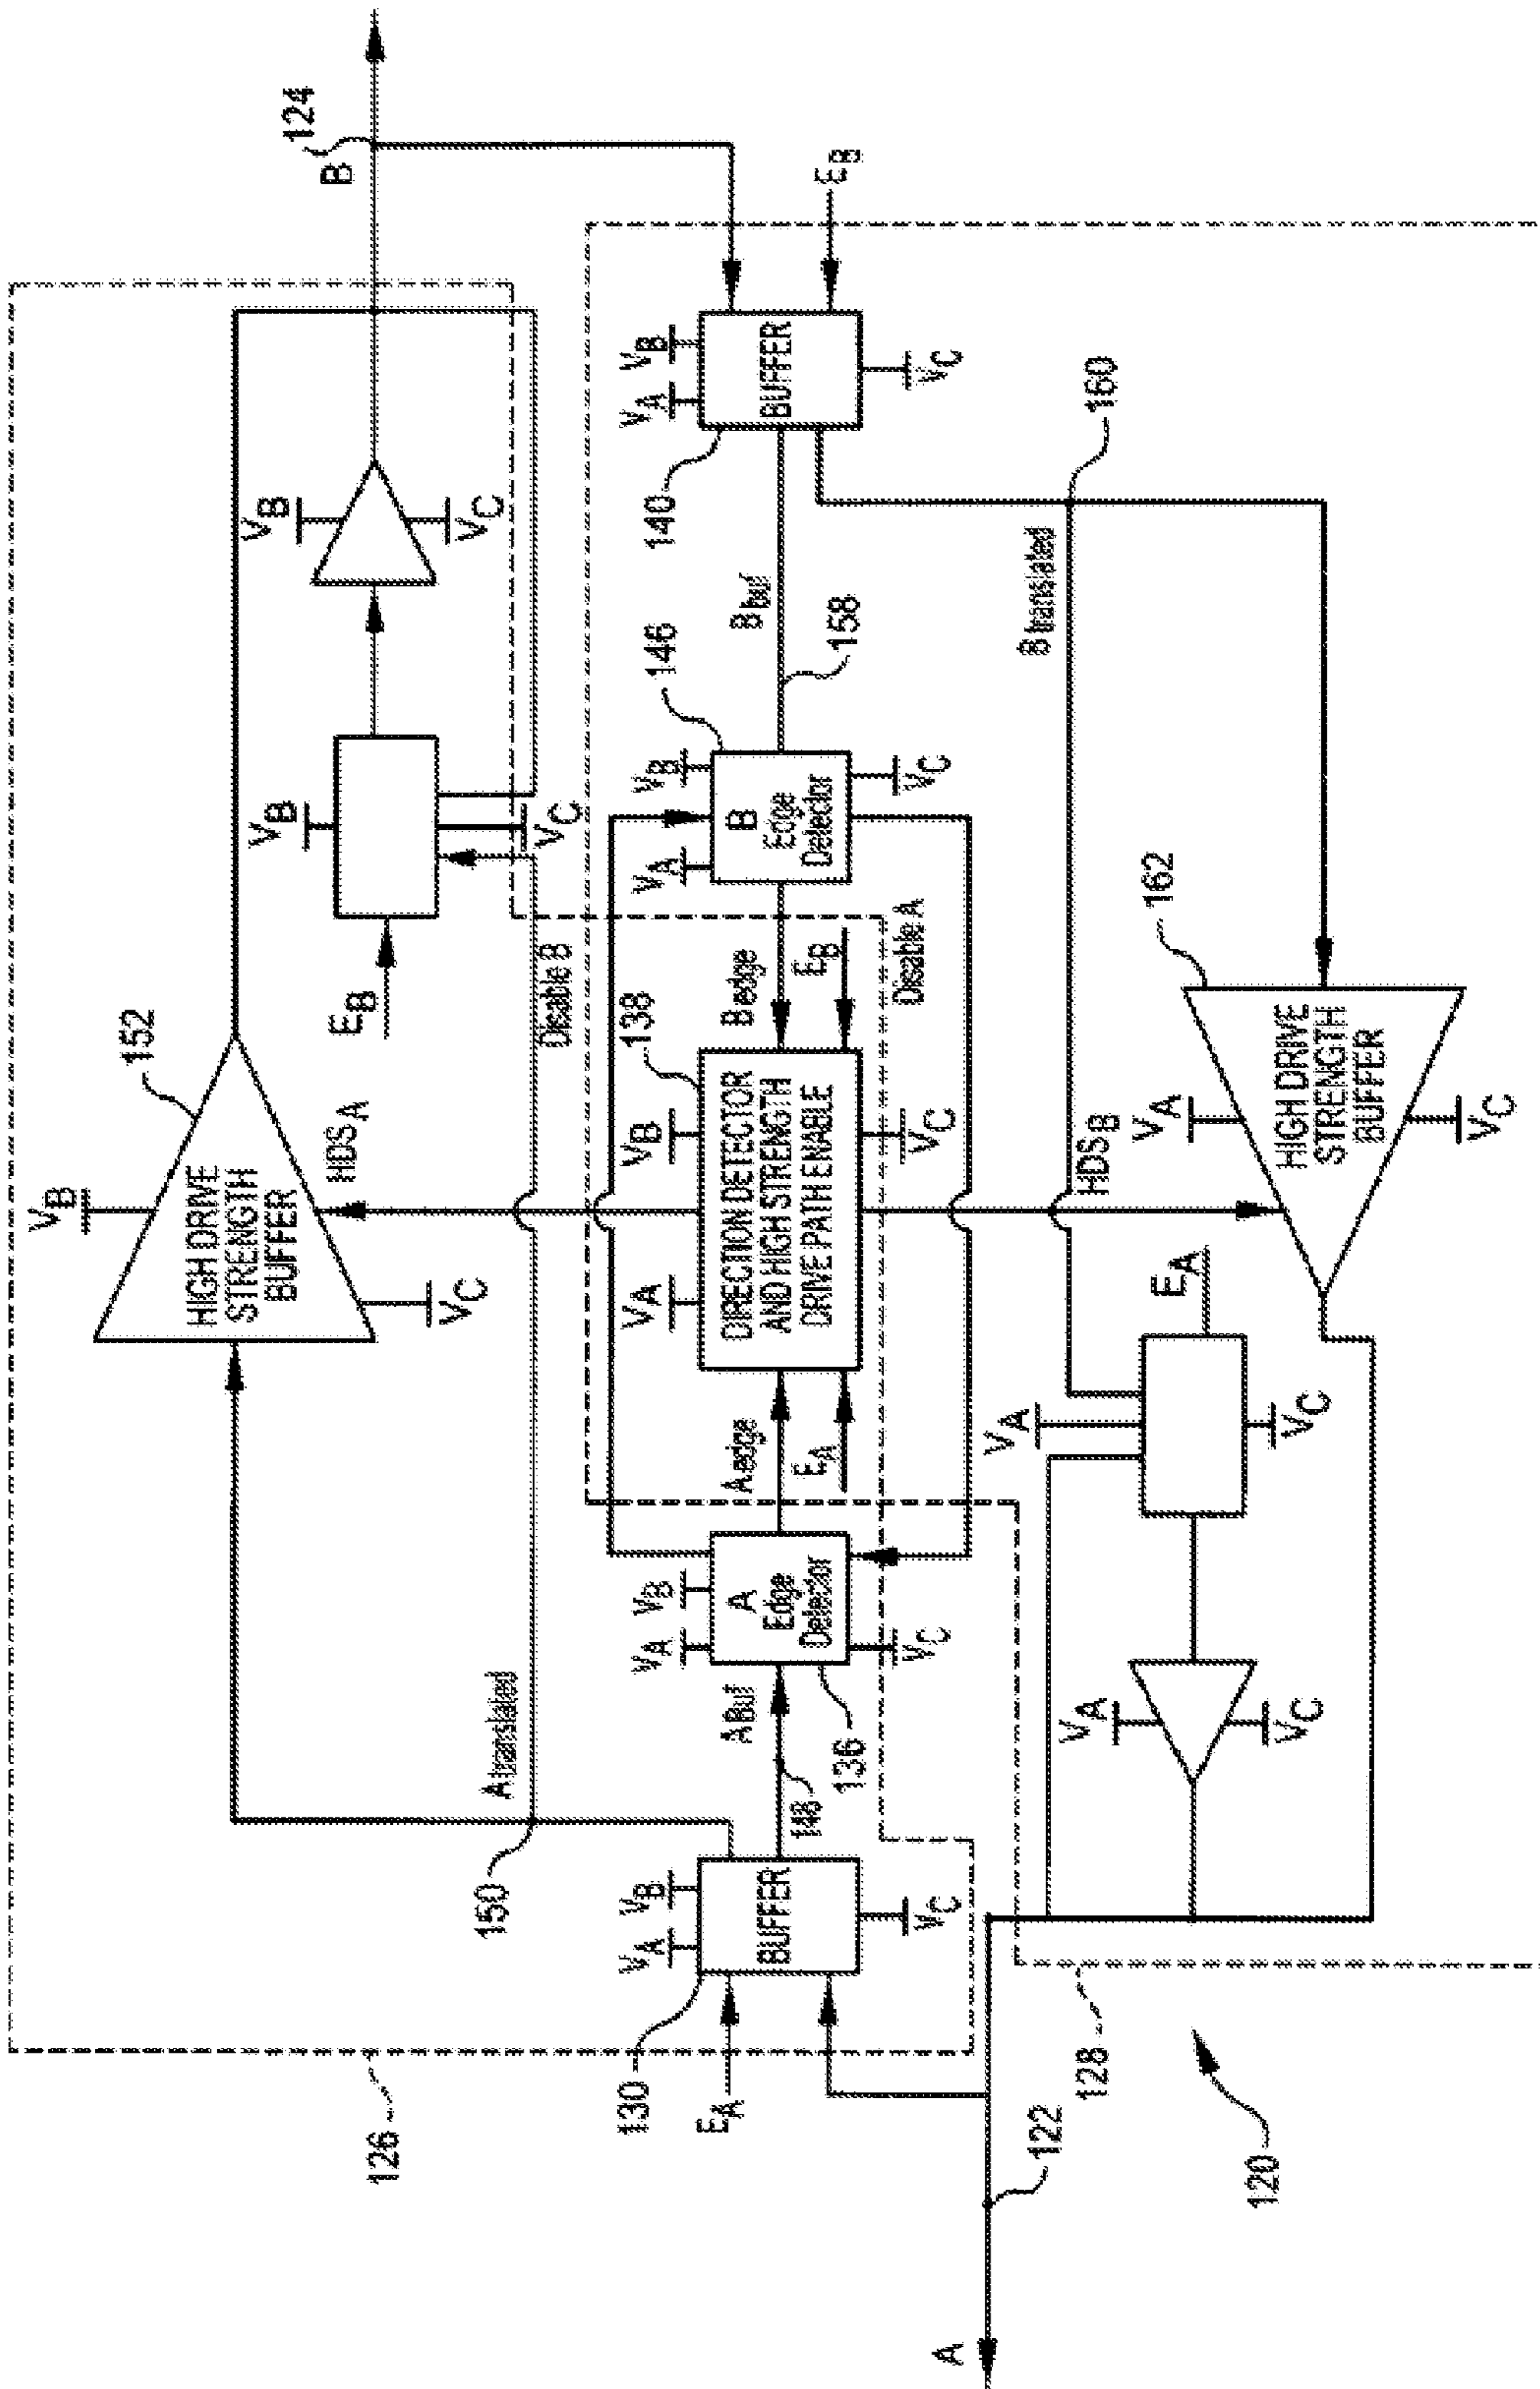 126
V_B
152
HIGH DRIVE
STRENGTH
BUFFER
V_C
HDS_A
V_B
V_B
124
B
E_B
V_C
V_C
150
A translated
Disable B
130
E_A
V_A
V_B
BUFFER
V_C
A Buf
148
V_A
V_B
A
Edge
Detector
136
V_C
A edge
E_A
V_A
V_B
138
DIRECTION DETECTOR
AND HIGH STRENGTH
DRIVE PATH ENABLE
V_C
B edge
E_B
V_A
V_B
146
B
Edge
Detector
V_C
B buf
158
140
V_A
V_B
BUFFER
V_C
E_B
Disable A
A
122
128
120
B translated
160
V_A
V_C
V_A
E_A
V_C
HDS_B
V_A
162
HIGH DRIVE
STRENGTH
BUFFER
V_C